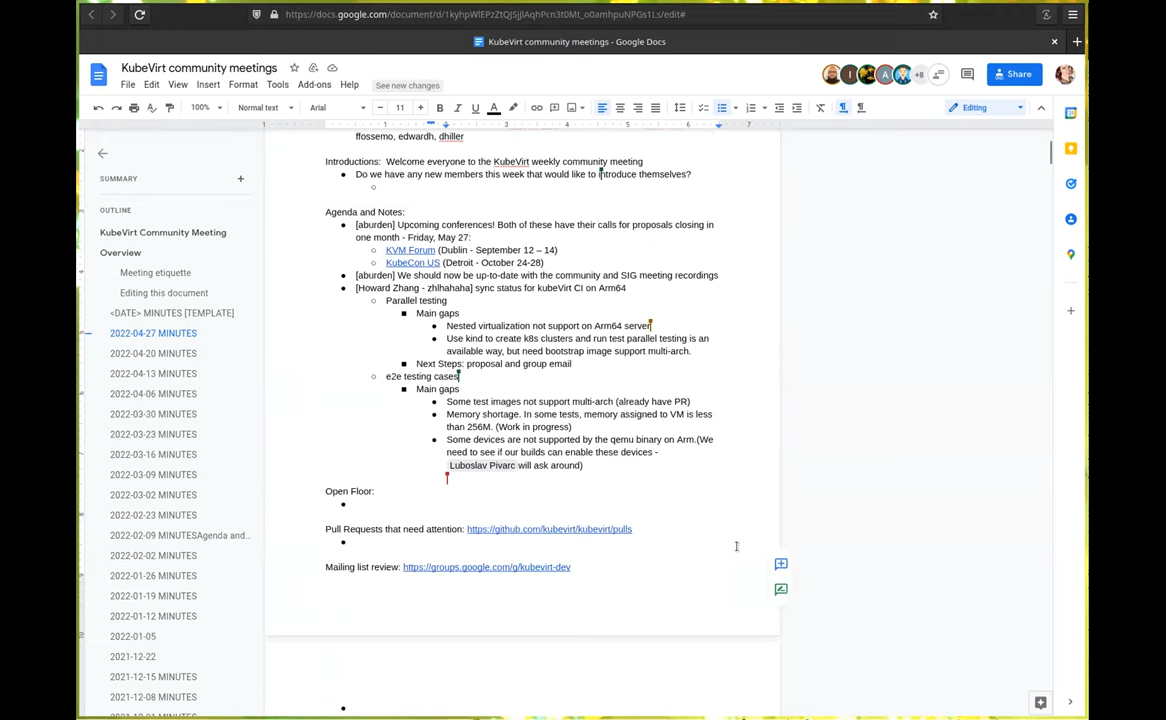 https://docs.google.com/document/d/
KubeVirt community meetings - Google Docs
KubeVirt community meetings
File Edit View Insert Format Tools Add-ons Help See new changes
+8
Share
100% Normal text Arial 11 Editing
1 1 2 3 4 5 6 7
ffossemo, edwardh, dhiller
SUMMARY
OUTLINE
KubeVirt Community Meeting
Overview
Meeting etiquette
Editing this document
<DATE> MINUTES [TEMPLATE]
2022-04-27 MINUTES
2022-04-20 MINUTES
2022-04-13 MINUTES
2022-04-06 MINUTES
2022-03-30 MINUTES
2022-03-23 MINUTES
2022-03-16 MINUTES
2022-03-09 MINUTES
2022-03-02 MINUTES
2022-02-23 MINUTES
2022-02-09 MINUTESAgenda and...
2022-02-02 MINUTES
2022-01-26 MINUTES
2022-01-19 MINUTES
2022-01-12 MINUTES
2022-01-05
2021-12-22
2021-12-15 MINUTES
2021-12-08 MINUTES
2021-12-01 MINUTES
Introductions: Welcome everyone to the KubeVirt weekly community meeting
Do we have any new members this week that would like to introduce themselves?
Agenda and Notes:
[aburden] Upcoming conferences! Both of these have their calls for proposals closing in
one month - Friday, May 27:
KVM Forum (Dublin - September 12 – 14)
KubeCon US (Detroit - October 24-28)
[aburden] We should now be up-to-date with the community and SIG meeting recordings
[Howard Zhang - zhlhahaha] sync status for kubeVirt CI on Arm64
Parallel testing
Main gaps
Nested virtualization not support on Arm64 server
Use kind to create k8s clusters and run test parallel testing is an
available way, but need bootstrap image support multi-arch.
Next Steps: proposal and group email
e2e testing cases
Main gaps
Some test images not support multi-arch (already have PR)
Memory shortage. In some tests, memory assigned to VM is less
than 256M. (Work in progress)
Some devices are not supported by the qemu binary on Arm.(We
need to see if our builds can enable these devices -
Luboslav Pivarc will ask around)
Open Floor:
Pull Requests that need attention: https://github.com/kubevirt/kubevirt/pulls
Mailing list review: https://groups.google.com/g/kubevirt-dev